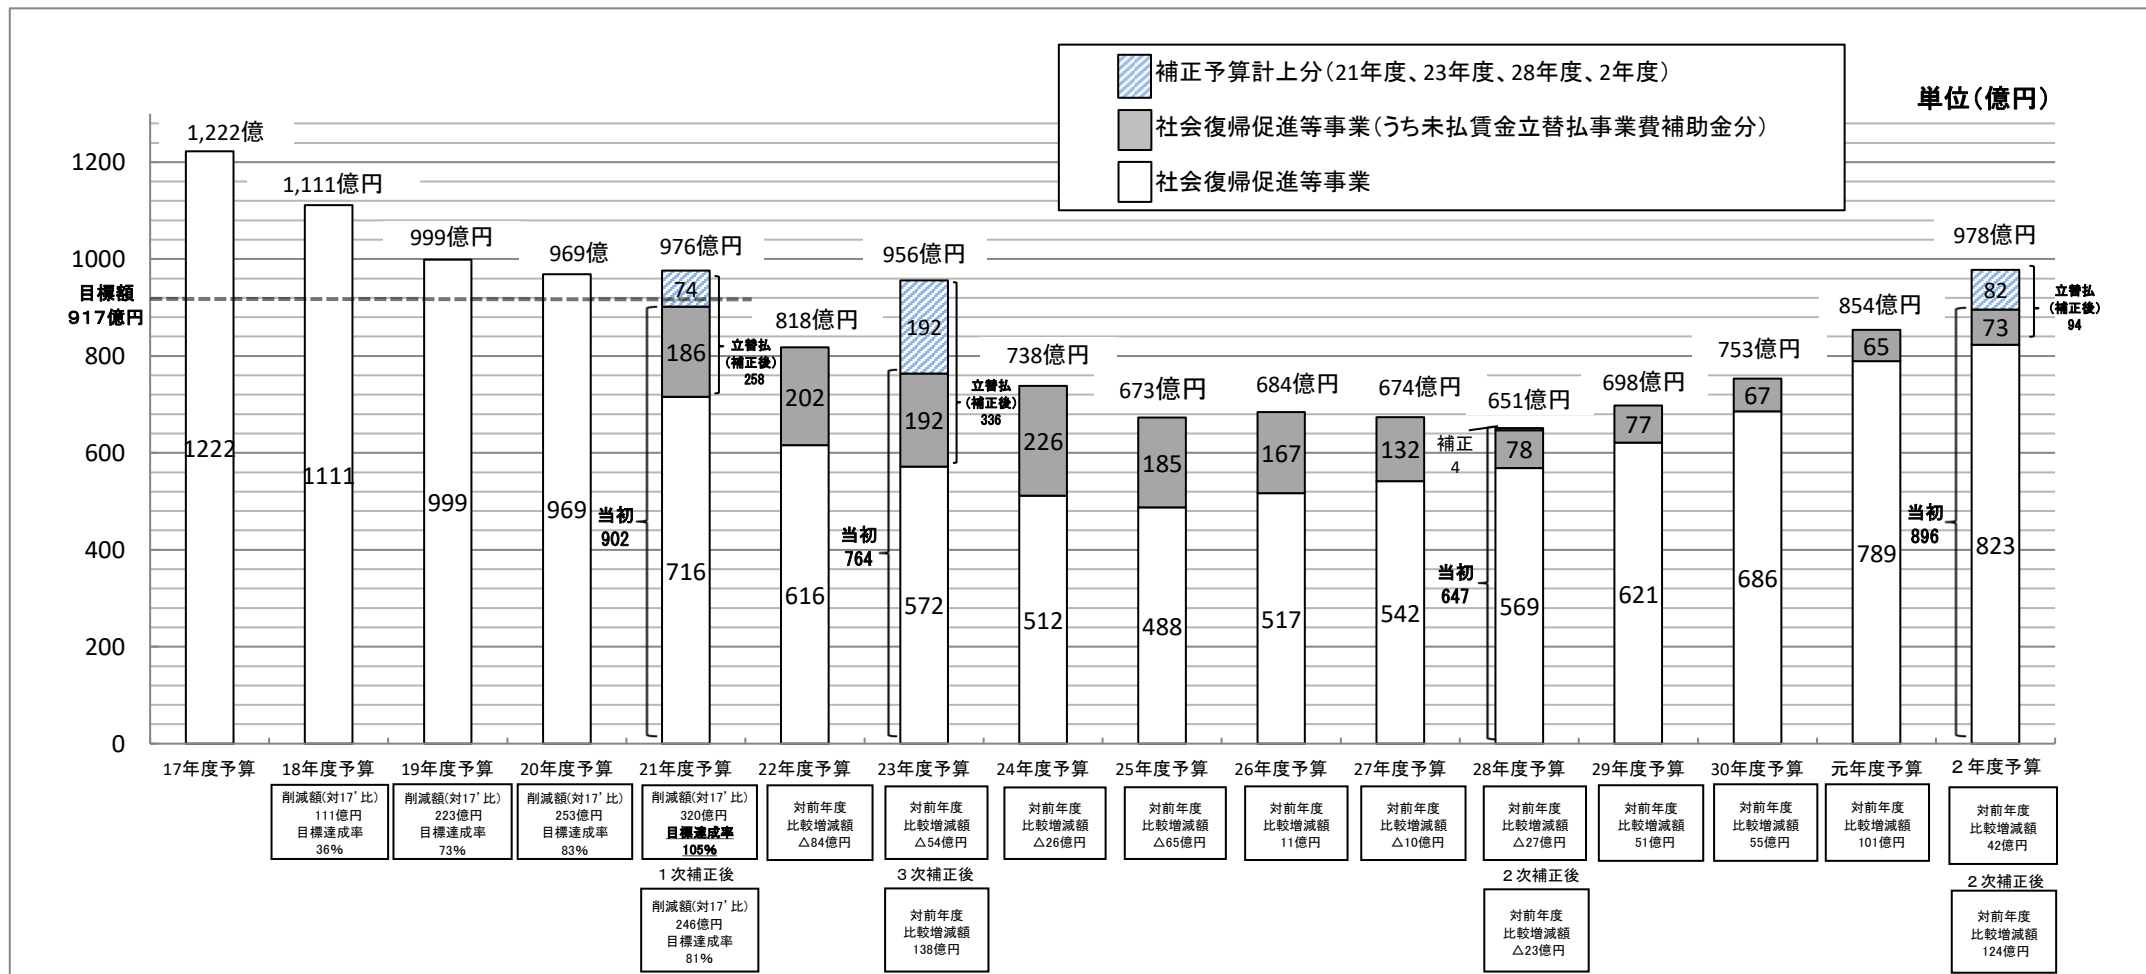 補正予算計上分(21年度、23年度、28年度、2年度)
社会復帰促進等事業(うち未払賃金立替払事業費補助金分)
社会復帰促進等事業
単位(億円)
1200
1000
800
600
400
200
0
目標額
917億円
1,222億
1222
1,111億円
1111
999億円
999
969億
969
976億円
74
186
716
立替払
(補正後)
258
当初
902
818億円
202
616
956億円
192
192
572
立替払
(補正後)
336
当初
764
738億円
226
512
673億円
185
488
684億円
167
517
674億円
132
542
651億円
補正
4
78
569
当初
647
698億円
77
621
753億円
67
686
854億円
65
789
978億円
82
73
823
立替払
(補正後)
94
当初
896
17年度予算
18年度予算
19年度予算
20年度予算
21年度予算
22年度予算
23年度予算
24年度予算
25年度予算
26年度予算
27年度予算
28年度予算
29年度予算
30年度予算
元年度予算
2年度予算
削減額(対17'比)
111億円
目標達成率
36%
削減額(対17'比)
223億円
目標達成率
73%
削減額(対17'比)
253億円
目標達成率
83%
削減額(対17'比)
320億円
目標達成率
105%
対前年度
比較増減額
△84億円
対前年度
比較増減額
△54億円
対前年度
比較増減額
△26億円
対前年度
比較増減額
△65億円
対前年度
比較増減額
11億円
対前年度
比較増減額
△10億円
対前年度
比較増減額
△27億円
対前年度
比較増減額
51億円
対前年度
比較増減額
55億円
対前年度
比較増減額
101億円
対前年度
比較増減額
42億円
1次補正後
削減額(対17'比)
246億円
目標達成率
81%
3次補正後
対前年度
比較増減額
138億円
2次補正後
対前年度
比較増減額
△23億円
2次補正後
対前年度
比較増減額
124億円